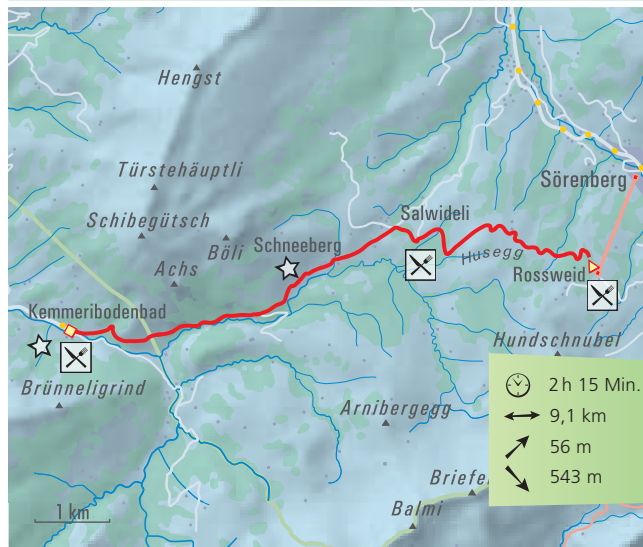 Hengst
Türstehäuptli
Sörenberg
Schibegütsch
Salwideli
Böli
Schneeberg
Husegg
Achs
Rossweid
Kemmeribodenbad
Hundschnubel
Brünneligrind
2 h 15 Min.
Arnibergegg
9,1 km
56 m
543 m
Balmi
1 km